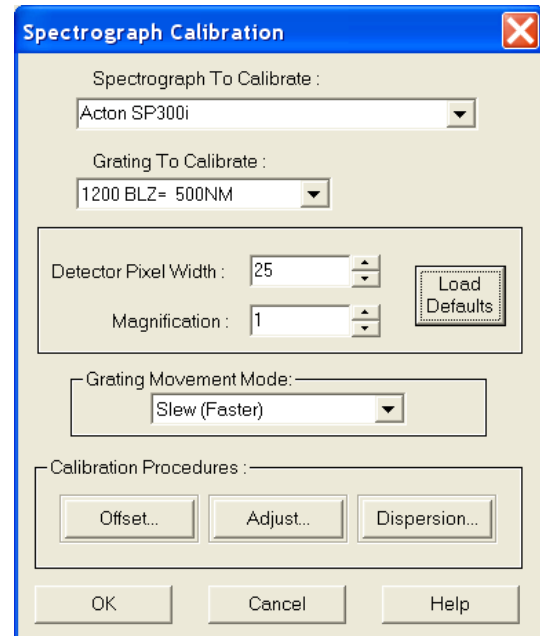 Spectrograph Calibration
Spectrograph To Calibrate :
Acton SP300i
Grating To Calibrate :
1200 BLZ= 500NM
Detector Pixel Width : 25
Load
Defaults
Magnification : 1
Grating Movement Mode:
Slew (Faster)
Calibration Procedures :
Offset... Adjust... Dispersion...
OK Cancel Help